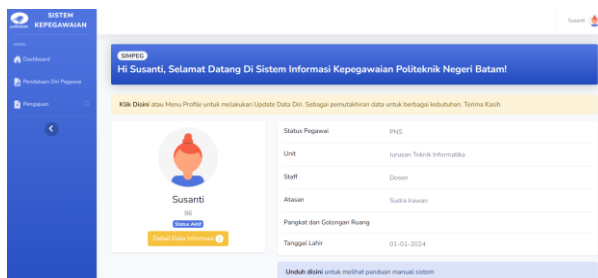 SISTEM
KEPEGAWAIAN
Susanti
Dashboard
Pendataan Diri Pegawai
Pengajuan
SIMPEG
Hi Susanti, Selamat Datang Di Sistem Informasi Kepegawaian Politeknik Negeri Batam!
Klik Disini atau Menu Profile untuk melakukan Update Data Diri. Sebagai pemutakhiran data untuk berbagai kebutuhan. Terima Kasih
Susanti
86
Status Aktif
Detail Data Informasi
Status Pegawai PNS
Unit Jurusan Teknik Informatika
Staff Dosen
Atasan Sudra Irawan
Pangkat dan Golongan Ruang
Tanggal Lahir 01-01-2024
Unduh disini untuk melihat panduan manual sistem